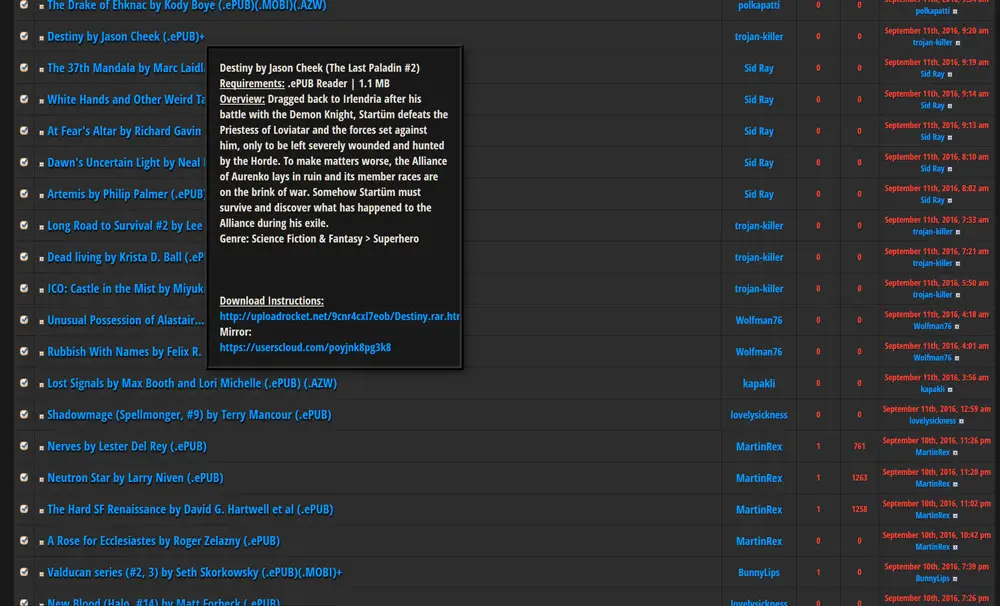 The Drake of Ehknac by Kody Boye (.ePUB)(.MOBI)(.AZW) polkapatti 0 0
polkapatti
Destiny by Jason Cheek (.ePUB)+ trojan-killer 0 0 September 11th, 2016, 9:20 am
trojan-killer
The 37th Mandala by Marc Laidl Sid Ray 0 0 September 11th, 2016, 9:19 am
Sid Ray
White Hands and Other Weird Ta Sid Ray 0 0 September 11th, 2016, 9:14 am
Sid Ray
At Fear's Altar by Richard Gavin Sid Ray 0 0 September 11th, 2016, 9:13 am
Sid Ray
Dawn's Uncertain Light by Neal Sid Ray 0 0 September 11th, 2016, 8:10 am
Sid Ray
Artemis by Philip Palmer (.ePUB) Sid Ray 0 0 September 11th, 2016, 8:02 am
Sid Ray
Long Road to Survival #2 by Lee trojan-killer 0 0 September 11th, 2016, 7:33 am
trojan-killer
Dead living by Krista D. Ball (.eP trojan-killer 0 0 September 11th, 2016, 7:21 am
trojan-killer
ICO: Castle in the Mist by Miyuk trojan-killer 0 0 September 11th, 2016, 5:50 am
trojan-killer
Unusual Possession of Alastair... Wolfman76 0 0 September 11th, 2016, 4:18 am
Wolfman76
Rubbish With Names by Felix R. Wolfman76 0 0 September 11th, 2016, 4:01 am
Wolfman76
Destiny by Jason Cheek (The Last Paladin #2)
Requirements: .ePUB Reader | 1.1 MB
Overview: Dragged back to Irlendria after his
battle with the Demon Knight, Startüm defeats the
Priestess of Loviatar and the forces set against
him, only to be left severely wounded and hunted
by the Horde. To make matters worse, the Alliance
of Aurenko lays in ruin and its member races are
on the brink of war. Somehow Startüm must
survive and discover what has happened to the
Alliance during his exile.
Genre: Science Fiction & Fantasy > Superhero
Download Instructions:
http://uploadrocket.net/9cnr4cxl7eob/Destiny.rar.htr
Mirror:
https://userscloud.com/poyjnk8pg3k8
Lost Signals by Max Booth and Lori Michelle (.ePUB) (.AZW) kapakli 0 0 September 11th, 2016, 3:56 am
kapakli
Shadowmage (Spellmonger, #9) by Terry Mancour (.ePUB) lovelysickness 0 0 September 11th, 2016, 12:59 am
lovelysickness
Nerves by Lester Del Rey (.ePUB) MartinRex 1 761 September 10th, 2016, 11:26 pm
MartinRex
Neutron Star by Larry Niven (.ePUB) MartinRex 1 1263 September 10th, 2016, 11:20 pm
MartinRex
The Hard SF Renaissance by David G. Hartwell et al (.ePUB) MartinRex 1 1258 September 10th, 2016, 11:02 pm
MartinRex
A Rose for Ecclesiastes by Roger Zelazny (.ePUB) MartinRex 0 0 September 10th, 2016, 10:42 pm
MartinRex
Valducan series (#2, 3) by Seth Skorkowsky (.ePUB)(.MOBI)+ BunnyLips 1 0 September 10th, 2016, 7:39 pm
BunnyLips
New Blood (Halo, #14) by Matt Forbeck (.ePUB) lovelysickness 0 0 September 10th, 2016, 7:26 pm